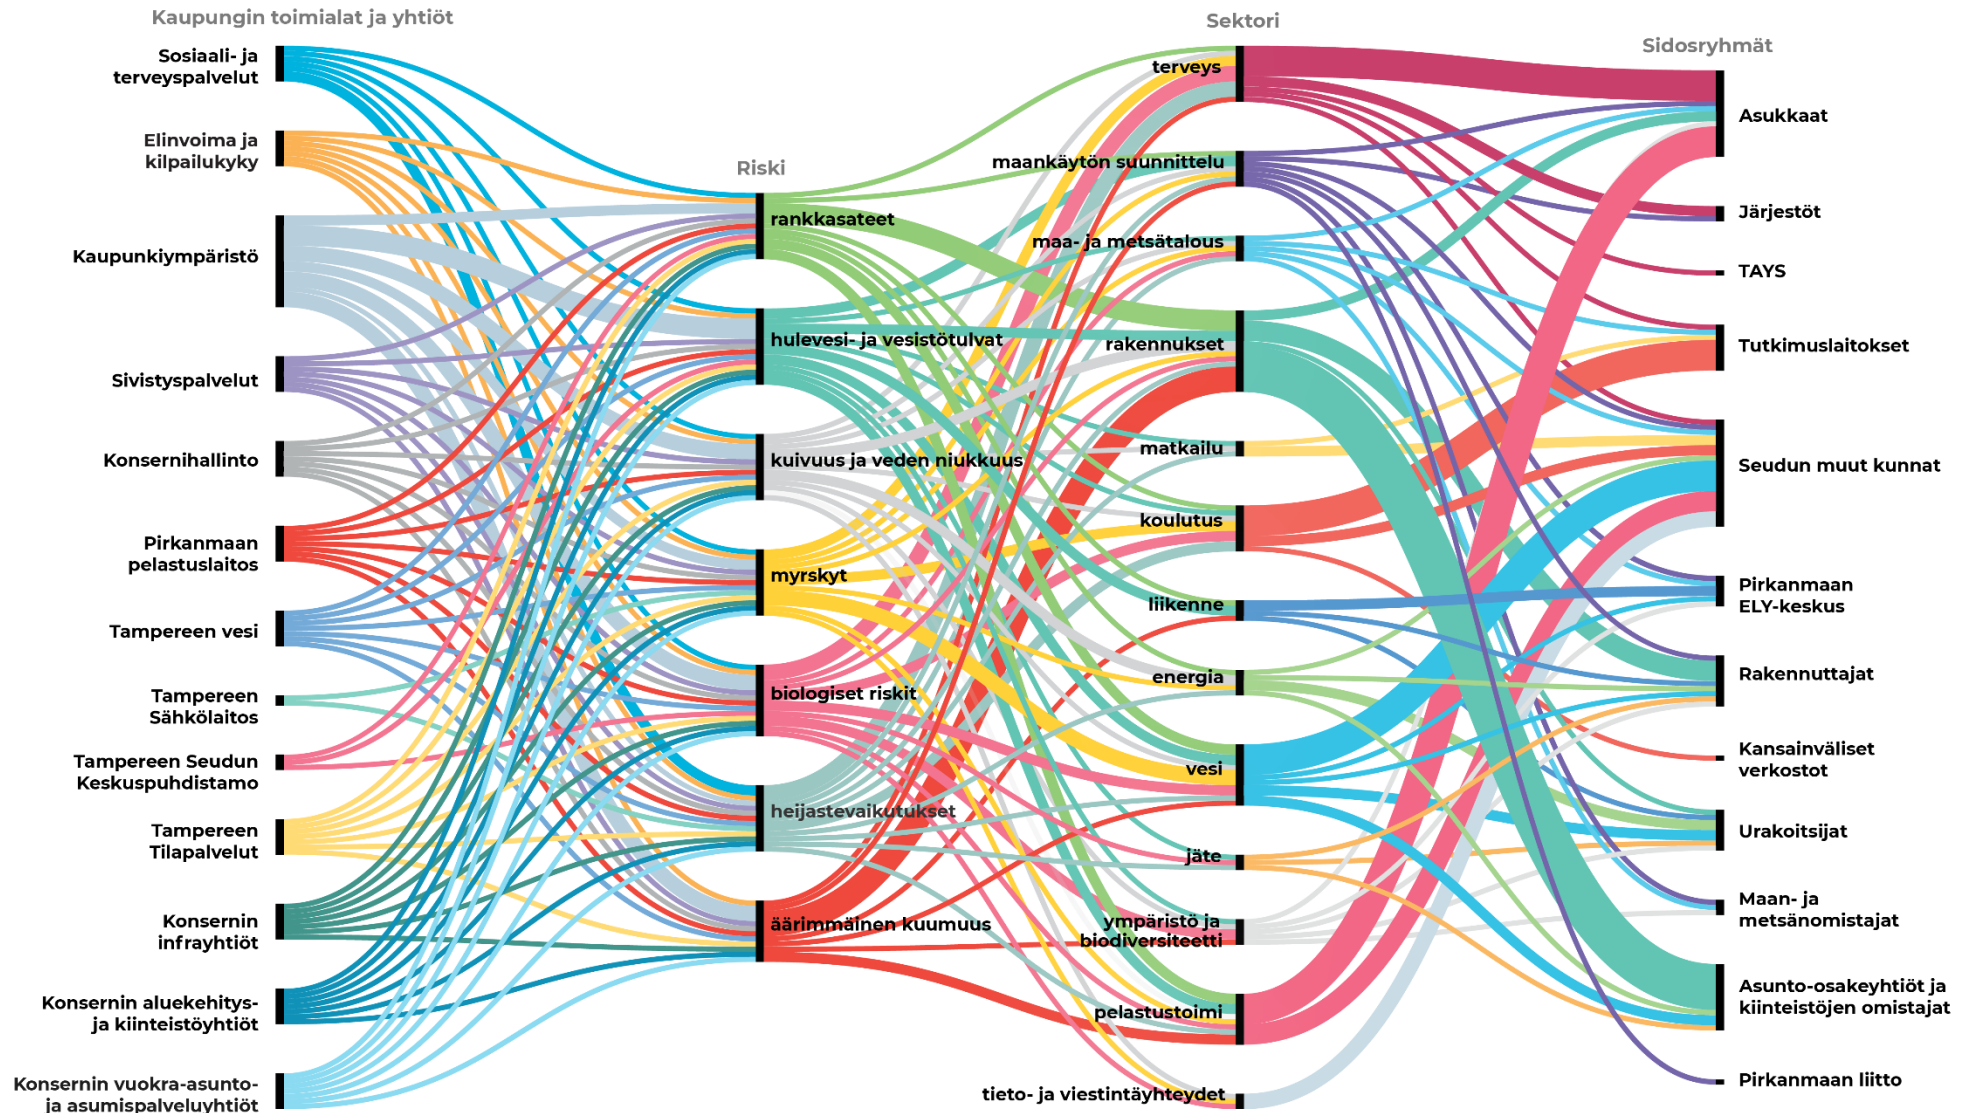 Kaupungin toimialat ja yhtiöt
Sosiaali- ja
terveyspalvelut
Elinvoima ja
kilpailukyky
Kaupunkiympäristö
Sivistyspalvelut
Konsernihallinto
Pirkanmaan
pelastuslaitos
Tampereen vesi
Tampereen
Sähkölaitos
Tampereen Seudun
Keskuspuhdistamo
Tampereen
Tilapalvelut
Konsernin
infrayhtiöt
Konsernin aluekehitys-
ja kiinteistöyhtiöt
Konsernin vuokra-asunto-
ja asumispalveluyhtiöt
Riski
rankkasateet
hulevesi- ja vesistötulvat
kuivuus ja veden niukkuus
myrskyt
biologiset riskit
heijastevaikutukset
äärimmäinen kuumuus
Sektori
terveys
maankäytön suunnittelu
maa- ja metsätalous
rakennukset
matkailu
koulutus
liikenne
energia
vesi
jäte
ympäristö ja
biodiversiteetti
pelastustoimi
tieto- ja viestintäyhteydet
Sidosryhmät
Asukkaat
Järjestöt
TAYS
Tutkimuslaitokset
Seudun muut kunnat
Pirkanmaan
ELY-keskus
Rakennuttajat
Kansainväliset
verkostot
Urakoitsijat
Maan- ja
metsänomistajat
Asunto-osakeyhtiöt ja
kiinteistöjen omistajat
Pirkanmaan liitto